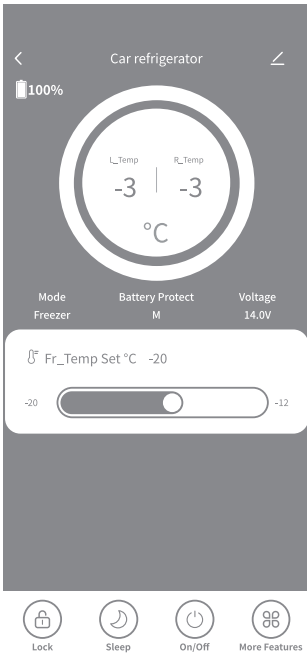 Car refrigerator
100%
L_Temp R_Temp
-3 -3
°C
Mode Battery Protect Voltage
Freezer M 14.0V
Fr_Temp Set °C -20
-20 -12
Lock Sleep On/Off More Features